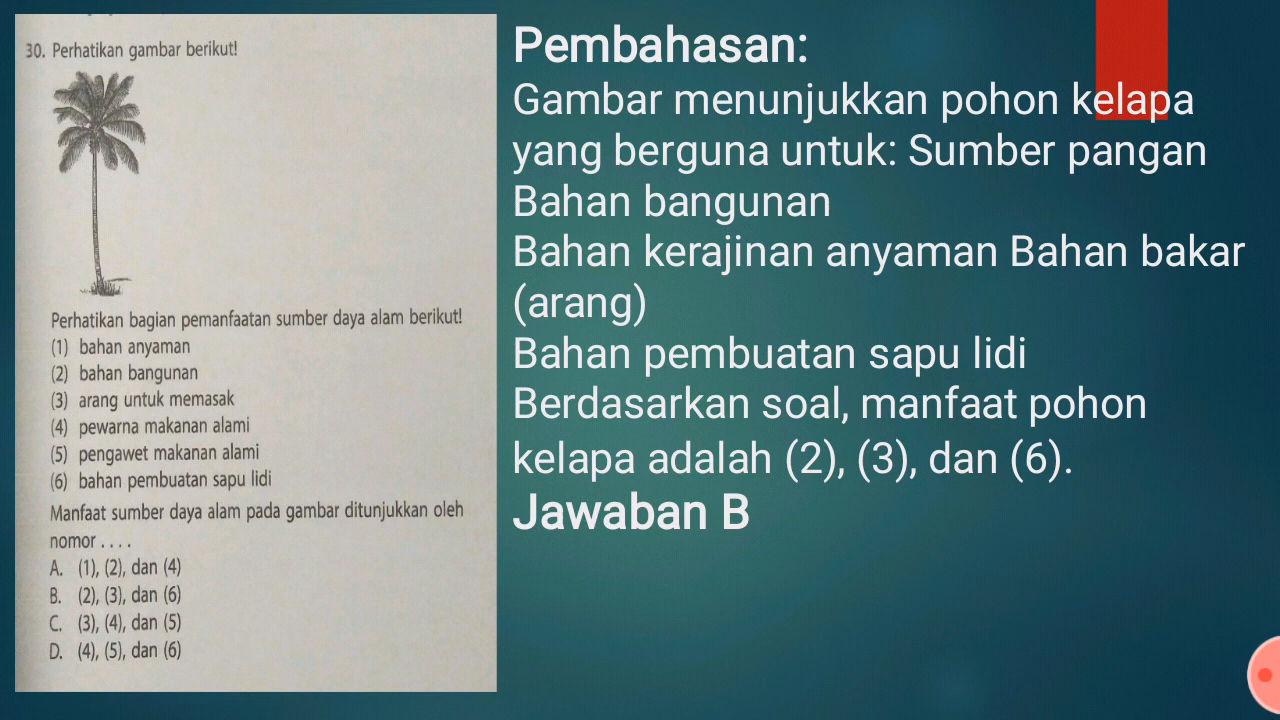 30. Perhatikan gambar berikut!
Perhatikan bagian pemanfaatan sumber daya alam berikut!
(1) bahan anyaman
(2) bahan bangunan
(3) arang untuk memasak
(4) pewarna makanan alami
(5) pengawet makanan alami
(6) bahan pembuatan sapu lidi
Manfaat sumber daya alam pada gambar ditunjukkan oleh
nomor . . . .
A. (1), (2), dan (4)
B. (2), (3), dan (6)
C. (3), (4), dan (5)
D. (4), (5), dan (6)
Pembahasan:
Gambar menunjukkan pohon kelapa
yang berguna untuk: Sumber pangan
Bahan bangunan
Bahan kerajinan anyaman Bahan bakar
(arang)
Bahan pembuatan sapu lidi
Berdasarkan soal, manfaat pohon
kelapa adalah (2), (3), dan (6).
Jawaban B